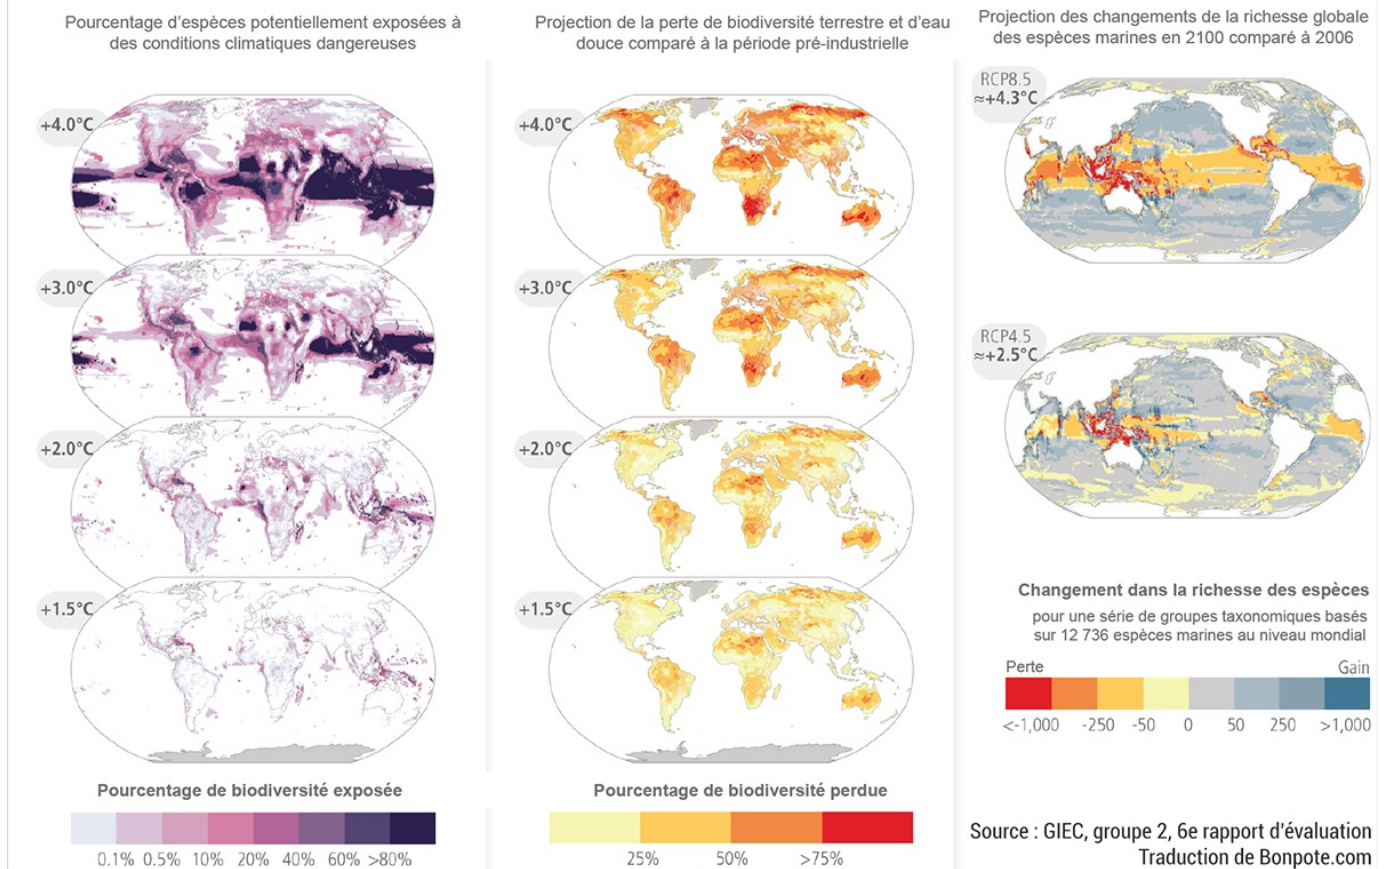 Pourcentage d'espèces potentiellement exposées à
des conditions climatiques dangereuses
+4.0°C
+3.0°C
+2.0°C
+1.5°C
Pourcentage de biodiversité exposée
0.1% 0.5% 10% 20% 40% 60% >80%
Projection de la perte de biodiversité terrestre et d'eau
douce comparé à la période pré-industrielle
+4.0°C
+3.0°C
+2.0°C
+1.5°C
Pourcentage de biodiversité perdue
25% 50% >75%
Projection des changements de la richesse globale
des espèces marines en 2100 comparé à 2006
RCP8.5
≈+4.3°C
RCP4.5
≈+2.5°C
Changement dans la richesse des espèces
pour une série de groupes taxonomiques basés
sur 12 736 espèces marines au niveau mondial
Perte Gain
<-1,000 -250 -50 0 50 250 >1,000
Source : GIEC, groupe 2, 6e rapport d'évaluation
Traduction de Bonpote.com